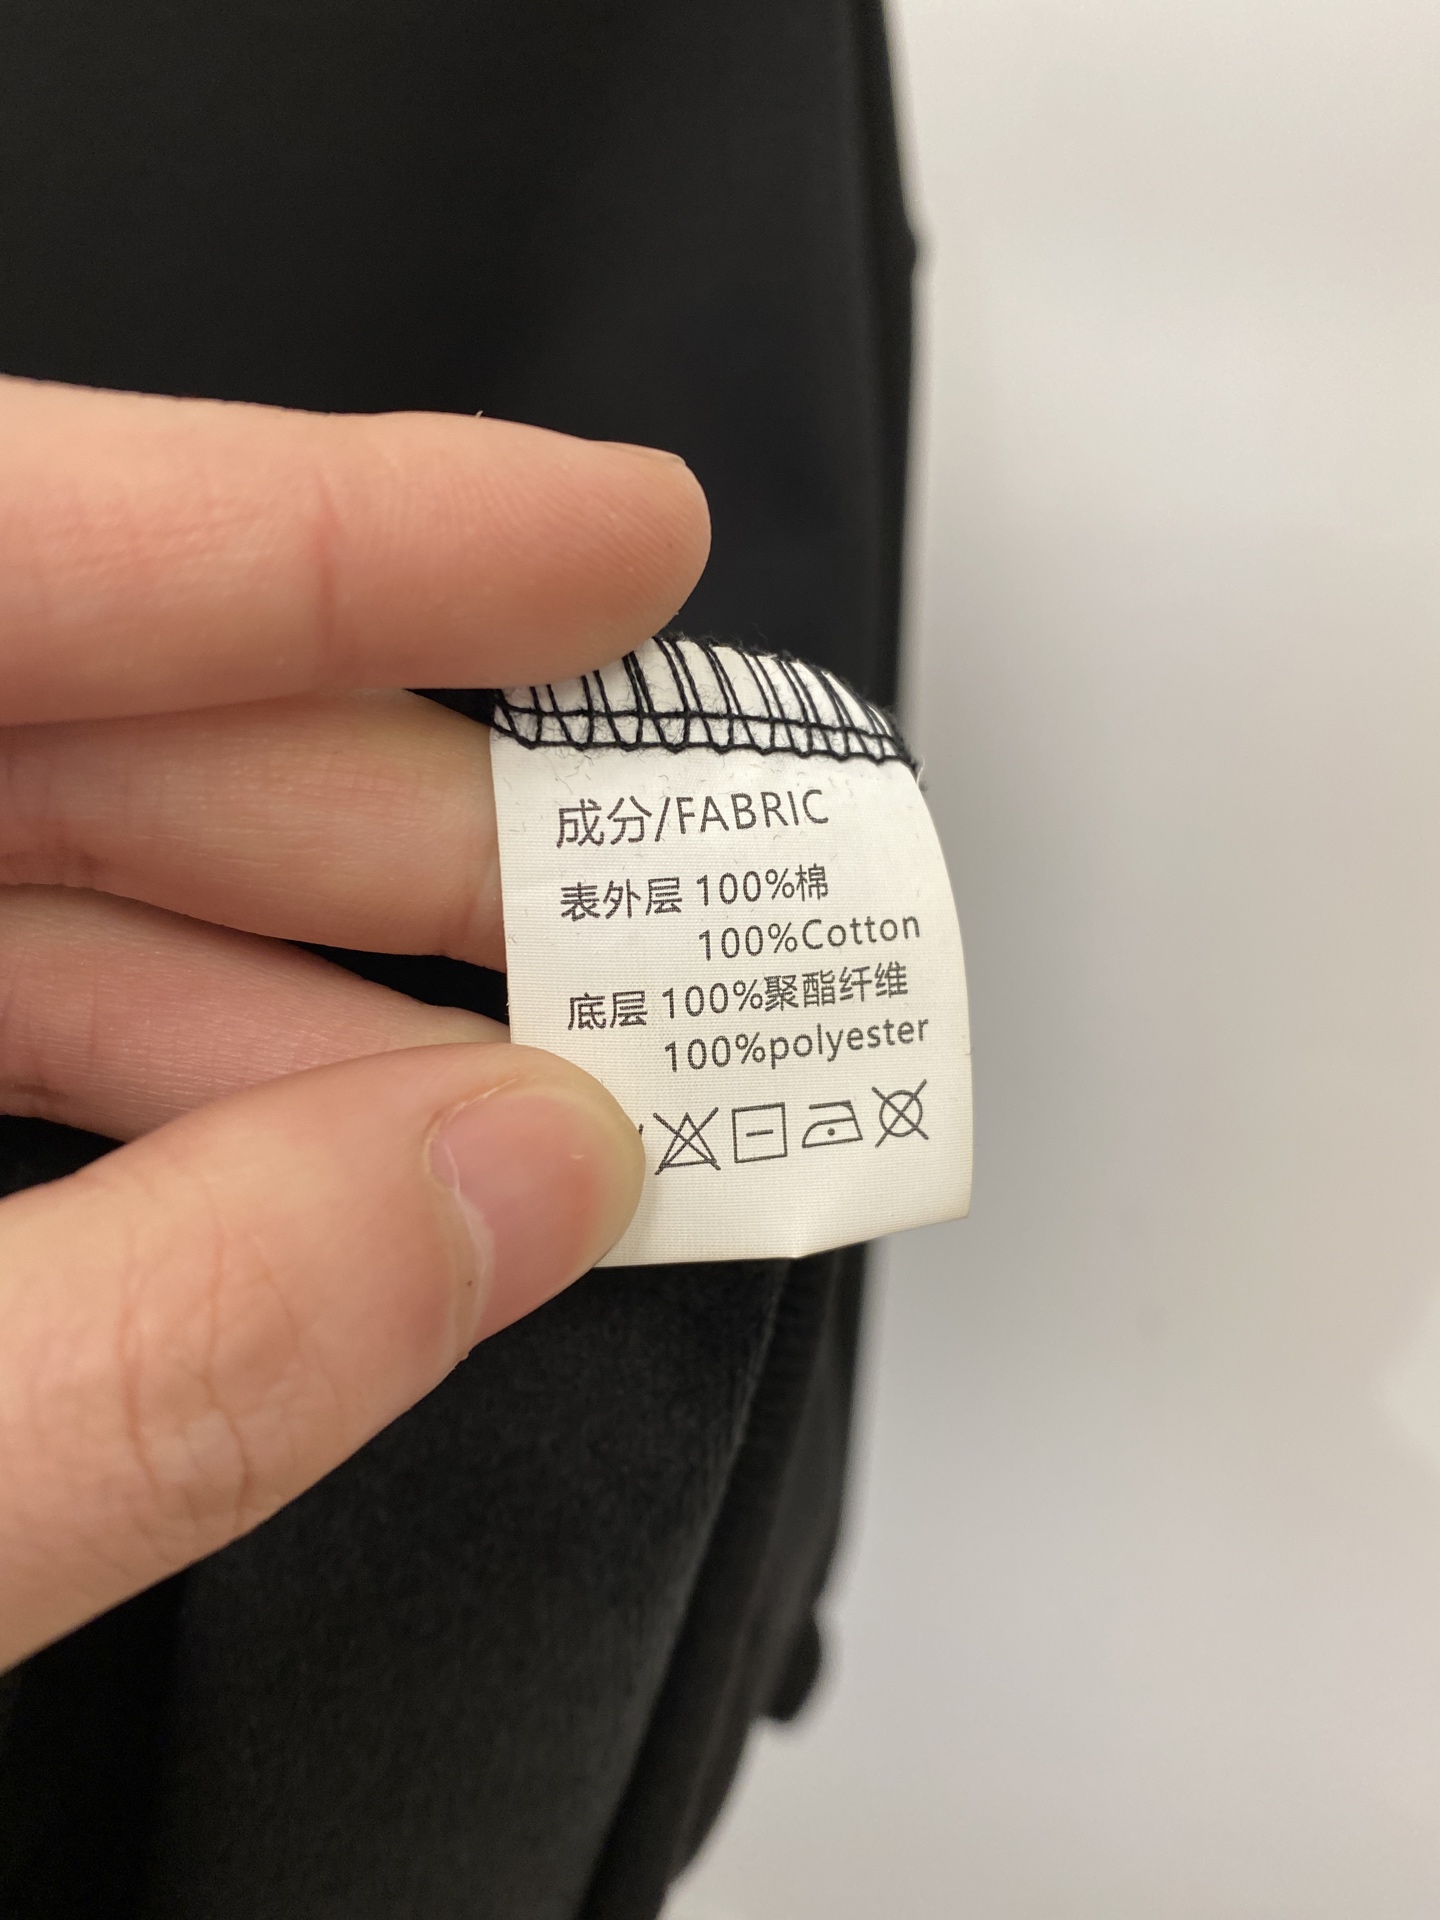 成分/FABRIC
表外层 100%棉
100%Cotton
底层 100%聚酯纤维
100%polyester